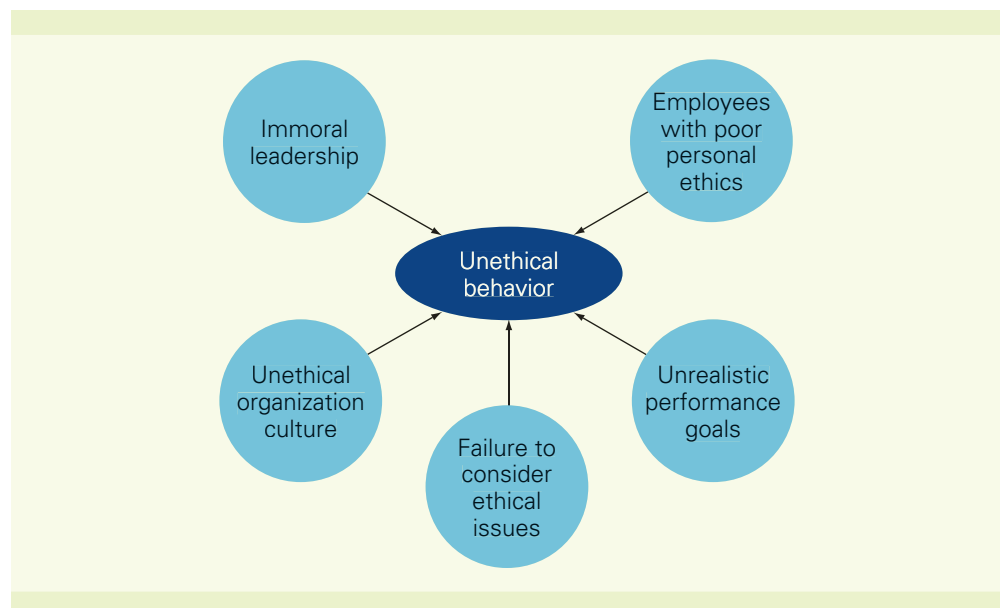 Immoral
leadership
Employees
with poor
personal
ethics
Unethical
behavior
Unethical
organization
culture
Failure to
consider
ethical
issues
Unrealistic
performance
goals